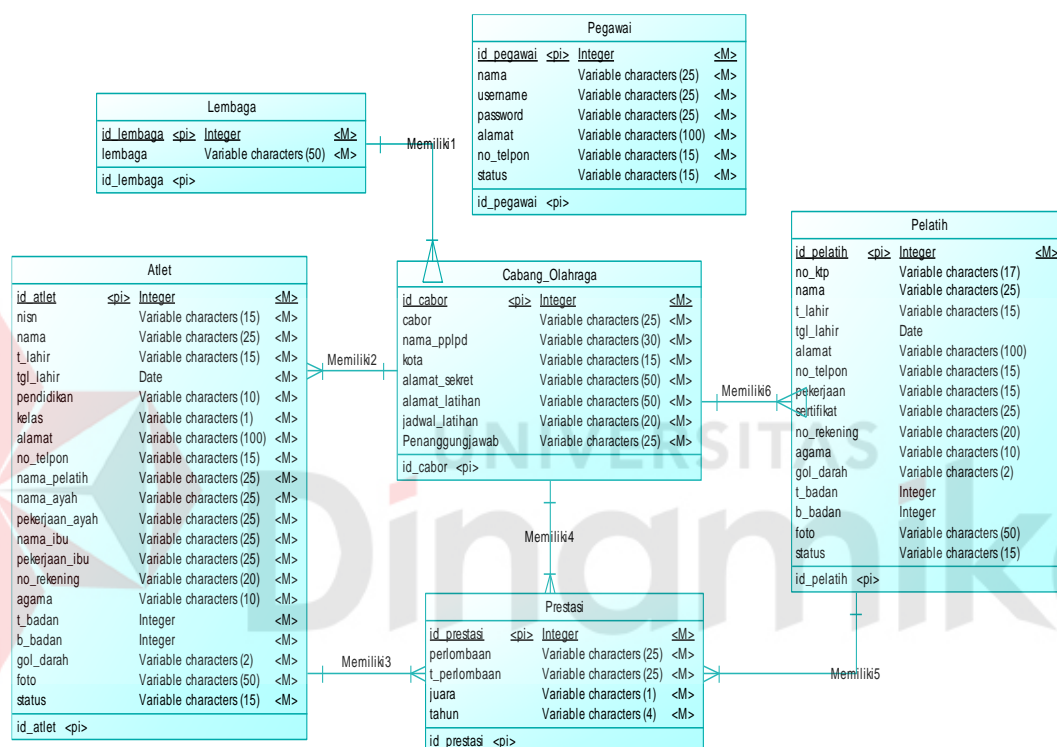 Pegawai
id_pegawai <pi> Integer <M>
nama Variable characters (25) <M>
username Variable characters (25) <M>
password Variable characters (25) <M>
alamat Variable characters (100) <M>
no_telpon Variable characters (15) <M>
status Variable characters (15) <M>
id_pegawai <pi>
Lembaga
id_lembaga <pi> Integer <M>
lembaga Variable characters (50) <M>
id_lembaga <pi>
Memiliki1
Atlet
id_atlet <pi> Integer <M>
nisn Variable characters (15) <M>
nama Variable characters (25) <M>
t_lahir Variable characters (15) <M>
tgl_lahir Date <M>
pendidikan Variable characters (10) <M>
kelas Variable characters (1) <M>
alamat Variable characters (100) <M>
no_telpon Variable characters (15) <M>
nama_pelatih Variable characters (25) <M>
nama_ayah Variable characters (25) <M>
pekerjaan_ayah Variable characters (25) <M>
nama_ibu Variable characters (25) <M>
pekerjaan_ibu Variable characters (25) <M>
no_rekening Variable characters (20) <M>
agama Variable characters (10) <M>
t_badan Integer <M>
b_badan Integer <M>
gol_darah Variable characters (2) <M>
foto Variable characters (50) <M>
status Variable characters (15) <M>
id_atlet <pi>
Memiliki2
Cabang_Olahraga
id_cabor <pi> Integer <M>
cabor Variable characters (25) <M>
nama_pplpd Variable characters (30) <M>
kota Variable characters (15) <M>
alamat_sekret Variable characters (50) <M>
alamat_latihan Variable characters (50) <M>
jadwal_latihan Variable characters (20) <M>
Penanggungjawab Variable characters (25) <M>
id_cabor <pi>
Memiliki6
Pelatih
id_pelatih <pi> Integer <M>
no_ktp Variable characters (17)
nama Variable characters (25)
t_lahir Variable characters (15)
tgl_lahir Date
alamat Variable characters (100)
no_telpon Variable characters (15)
pekerjaan Variable characters (15)
sertifikat Variable characters (25)
no_rekening Variable characters (20)
agama Variable characters (10)
gol_darah Variable characters (2)
t_badan Integer
b_badan Integer
foto Variable characters (50)
status Variable characters (15)
id_pelatih <pi>
Memiliki4
Memiliki3
Prestasi
id_prestasi <pi> Integer <M>
perlombaan Variable characters (25) <M>
t_perlombaan Variable characters (25) <M>
juara Variable characters (1) <M>
tahun Variable characters (4) <M>
id_prestasi <pi>
Memiliki5
UNIVERSITAS
Dinamika